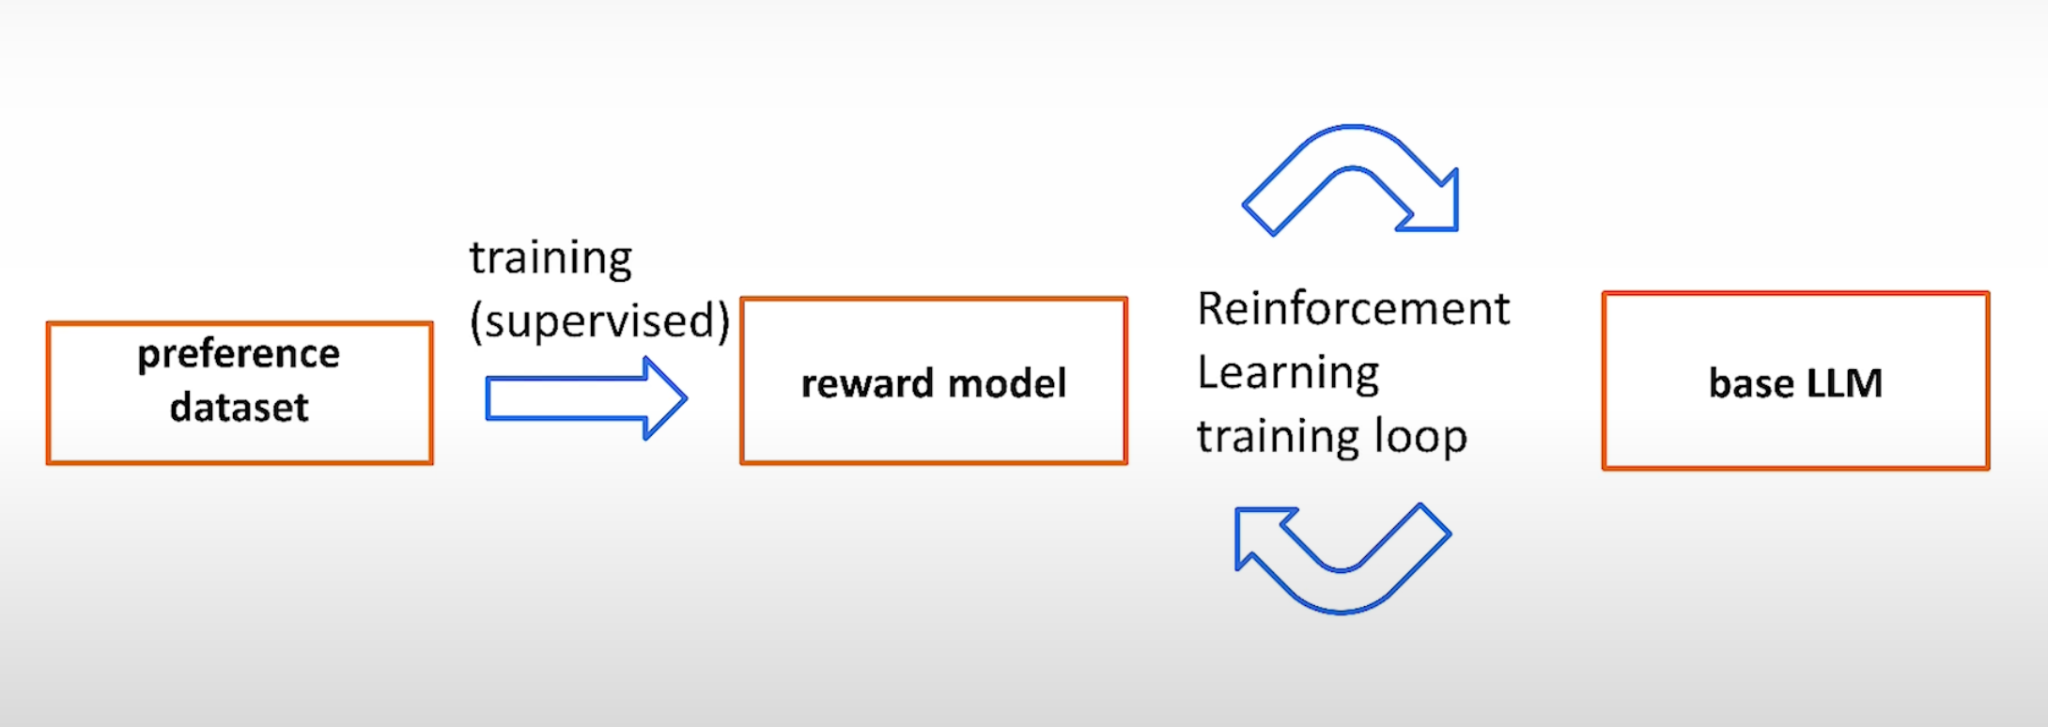 preference
dataset
training
(supervised)
reward model
Reinforcement
Learning
training loop
base LLM